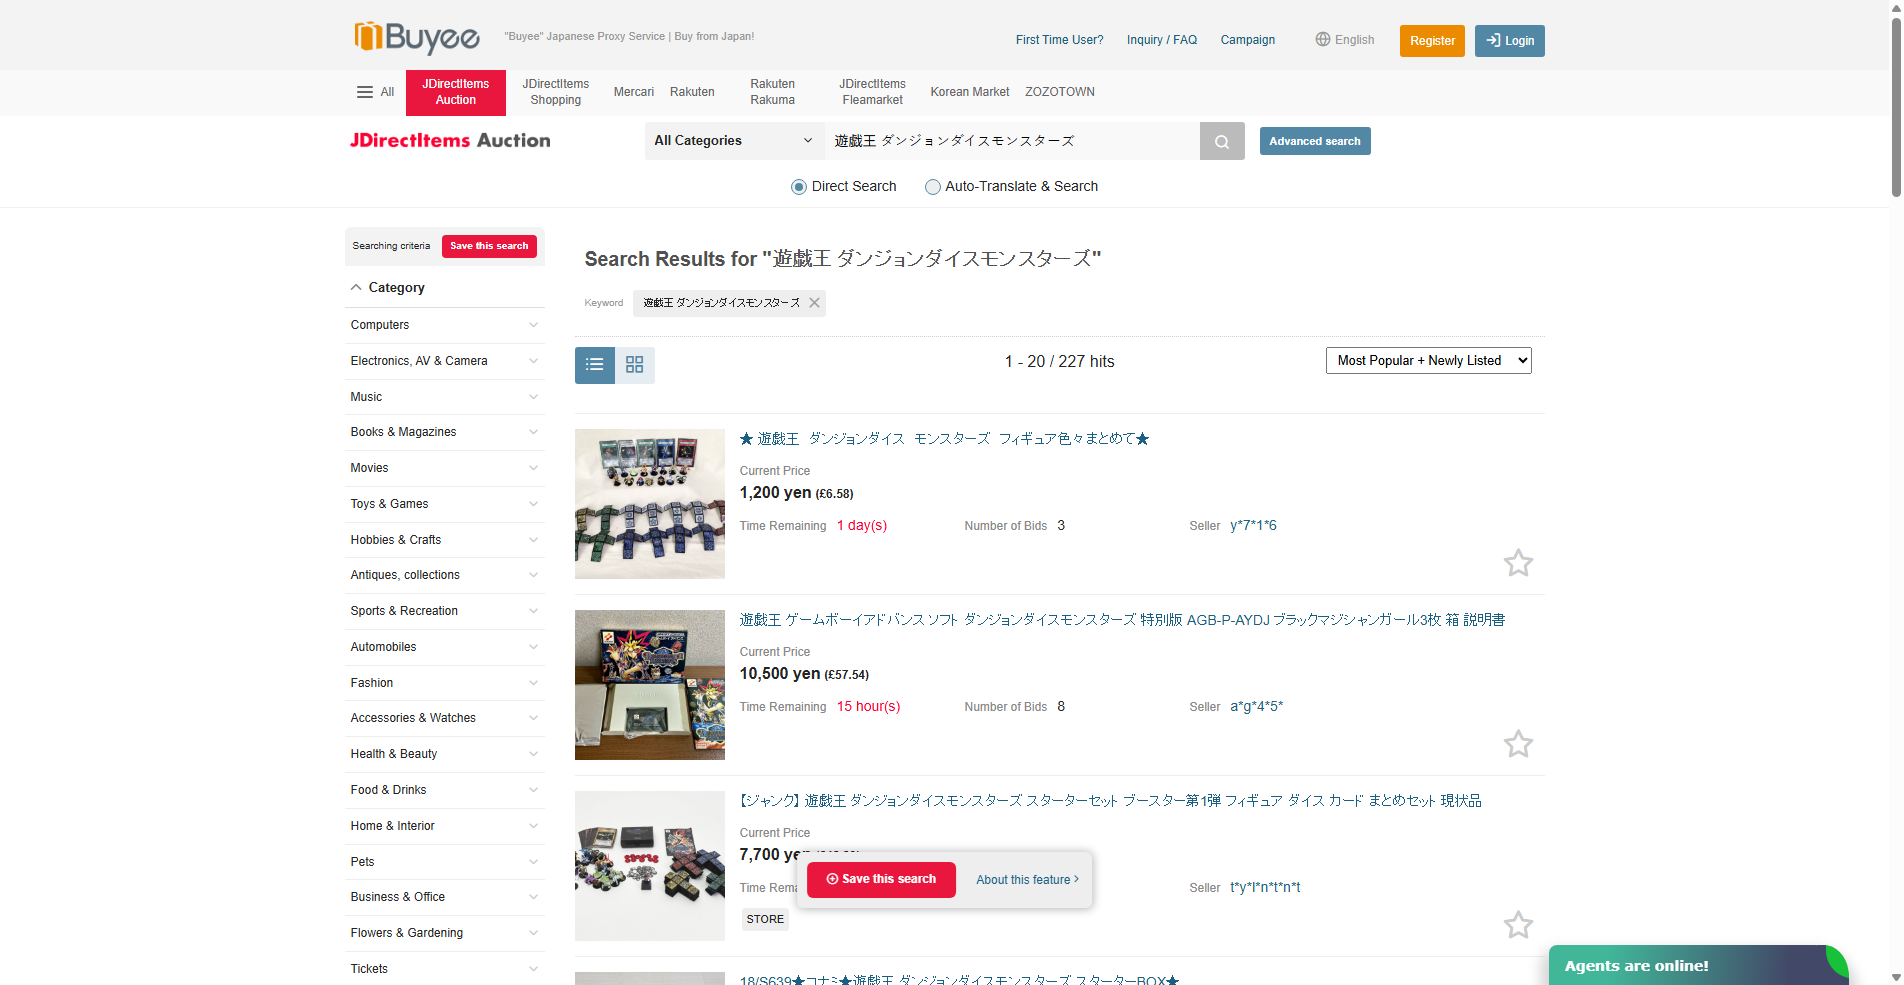 Buyee
"Buyee" Japanese Proxy Service | Buy from Japan!
First Time User?
Inquiry / FAQ
Campaign
English
Register
Login
All
JDirectItems
Auction
JDirectItems
Shopping
Mercari
Rakuten
Rakuten
Rakuma
JDirectItems
Fleamarket
Korean Market
ZOZOTOWN
JDirectItems Auction
All Categories
遊戯王 ダンジョンダイスモンスターズ
Advanced search
Direct Search
Auto-Translate & Search
Searching criteria
Save this search
Category
Computers
Electronics, AV & Camera
Music
Books & Magazines
Movies
Toys & Games
Hobbies & Crafts
Antiques, collections
Sports & Recreation
Automobiles
Fashion
Accessories & Watches
Health & Beauty
Food & Drinks
Home & Interior
Pets
Business & Office
Flowers & Gardening
Tickets
Search Results for "遊戯王 ダンジョンダイスモンスターズ"
Keyword
遊戯王 ダンジョンダイスモンスターズ
1 - 20 / 227 hits
Most Popular + Newly Listed
★ 遊戯王　ダンジョンダイス　モンスターズ　フィギュア色々まとめて★
Current Price
1,200 yen (£6.58)
Time Remaining 1 day(s)
Number of Bids 3
Seller y*7*1*6
遊戯王 ゲームボーイアドバンス ソフト ダンジョンダイスモンスターズ 特別版 AGB-P-AYDJ ブラックマジシャンガール3枚 箱 説明書
Current Price
10,500 yen (£57.54)
Time Remaining 15 hour(s)
Number of Bids 8
Seller a*g*4*5*
【ジャンク】 遊戯王 ダンジョンダイスモンスターズ スターターセット ブースター第1弾 フィギュア ダイス カード まとめセット 現状品
Current Price
7,700 yen
Time Rema
Seller t*y*l*n*t*n*t
STORE
Save this search
About this feature
18/S639★コナミ★遊戯王 ダンジョンダイスモンスターズ スターターBOX★
Agents are online!